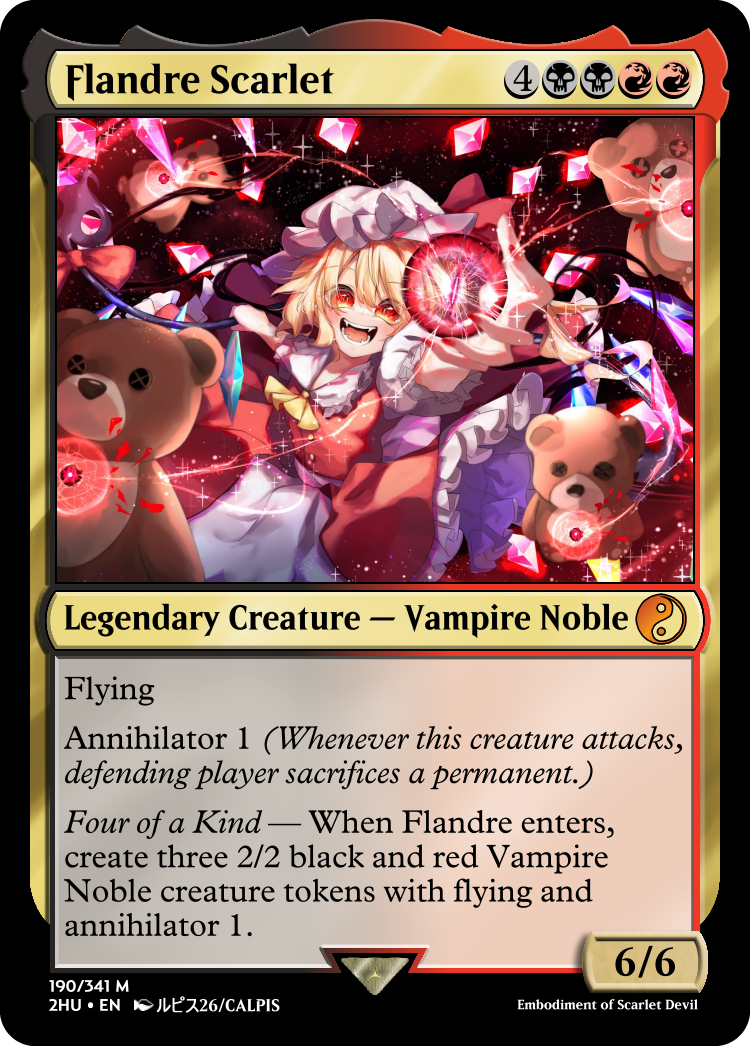 Flandre Scarlet 4
Legendary Creature — Vampire Noble
Flying
Annihilator 1 (Whenever this creature attacks,
defending player sacrifices a permanent.)
Four of a Kind — When Flandre enters,
create three 2/2 black and red Vampire
Noble creature tokens with flying and
annihilator 1.
6/6
190/341 M
2HU • EN ルピス26/CALPIS
Embodiment of Scarlet Devil